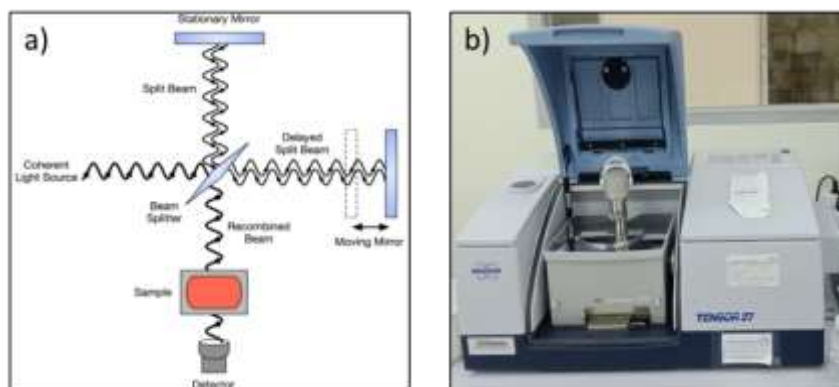 a)
Stationary Mirror
Split Beam
Delayed
Split Beam
Coherent
Light Source
Beam
Splitter
Recombined
Beam
Moving Mirror
Sample
Detector
b)
TENSOR 27